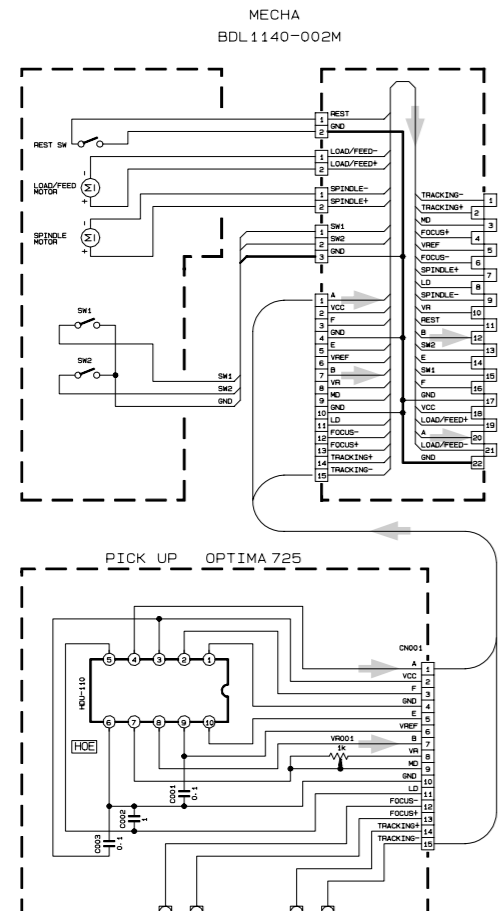 MECHA
BDL1140-002M
REST SW
LOAD/FEED
MOTOR
SPINDLE
MOTOR
M
-
+
M
-
+
SW1
SW2
SW1
SW2
GND
1 REST
2 GND
1 LOAD/FEED-
2 LOAD/FEED+
1 SPINDLE-
2 SPINDLE+
1 SW1
2 SW2
3 GND
1 A
2 VCC
3 F
4 GND
5 E
6 VREF
7 B
8 VR
9 MD
10 GND
11 LD
12 FOCUS-
13 FOCUS+
14 TRACKING+
15 TRACKING-
TRACKING- 1
TRACKING+ 2
MD 3
FOCUS+ 4
VREF 5
FOCUS- 6
SPINDLE+ 7
LD 8
SPINDLE- 9
VR 10
REST 11
B 12
SW2 13
E 14
SW1 15
F 16
GND 17
VCC 18
LOAD/FEED+ 19
A 20
LOAD/FEED- 21
GND 22
PICK UP OPTIMA 725
5 4 3 2 1
HOU-110
6 7 8 9 10
HOE
C001
0.1
C002
1
C003
0.1
VR001
1k
CN001
A 1
VCC 2
F 3
GND 4
E 5
VREF 6
B 7
VR 8
MD 9
GND 10
LD 11
FOCUS- 12
FOCUS+ 13
TRACKING+ 14
TRACKING- 15